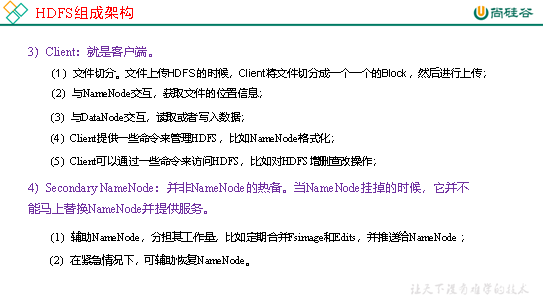 HDFS组成架构
尚硅谷
3）Client：就是客户端。
（1）文件切分。文件上传HDFS的时候，Client将文件切分成一个一个的Block，然后进行上传；
（2）与NameNode交互，获取文件的位置信息；
（3）与DataNode交互，读取或者写入数据；
（4）Client提供一些命令来管理HDFS，比如NameNode格式化；
（5）Client可以通过一些命令来访问HDFS，比如对HDFS增删查改操作；
4）Secondary NameNode：并非NameNode的热备。当NameNode挂掉的时候，它并不
能马上替换NameNode并提供服务。
（1）辅助NameNode，分担其工作量，比如定期合并Fsimage和Edits，并推送给NameNode；
（2）在紧急情况下，可辅助恢复NameNode。
让天下没有难学的技术